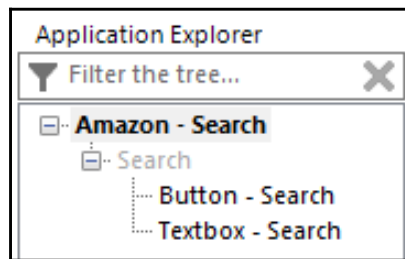 Application Explorer
Filter the tree...
Amazon - Search
Search
Button - Search
Textbox - Search